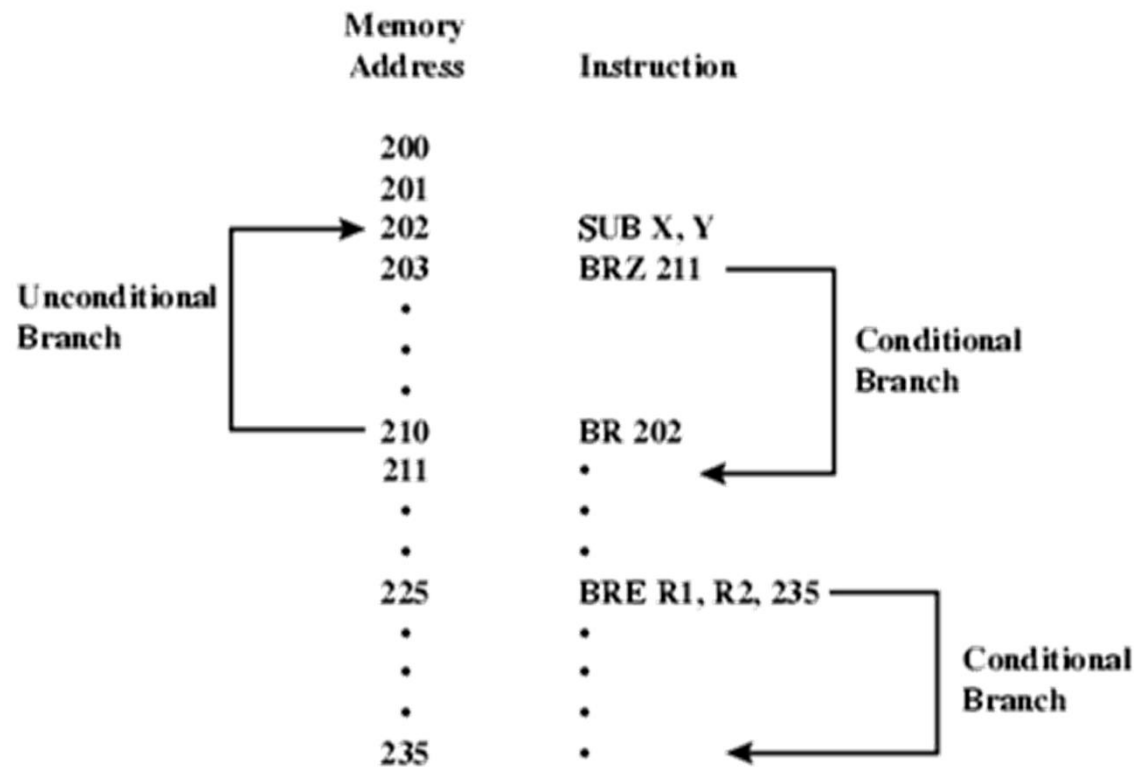 Memory
Address Instruction
200
201
202 SUB X, Y
203 BRZ 211
Unconditional
Branch
•
•
•
Conditional
Branch
210 BR 202
211 •
• •
• •
225 BRE R1, R2, 235
• •
• •
• •
Conditional
Branch
235 •